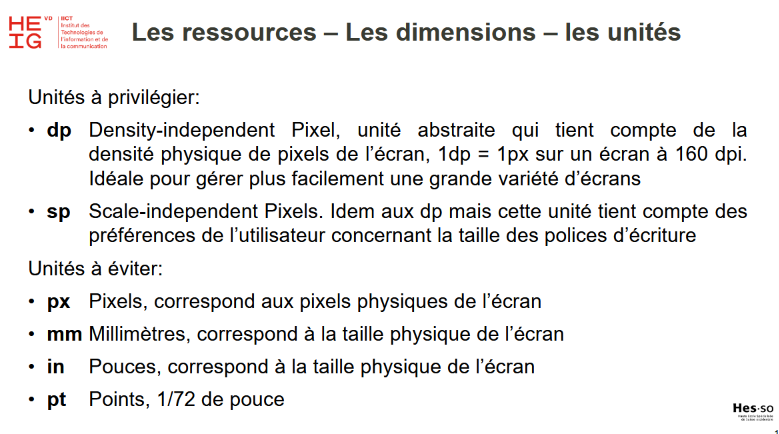 HE VD IICT
IG Institut des
Technologies de
l'information et de
la communication
Les ressources – Les dimensions – les unités
Unités à privilégier:
• dp Density-independent Pixel, unité abstraite qui tient compte de la
densité physique de pixels de l'écran, 1dp = 1px sur un écran à 160 dpi.
Idéale pour gérer plus facilement une grande variété d'écrans
• sp Scale-independent Pixels. Idem aux dp mais cette unité tient compte des
préférences de l'utilisateur concernant la taille des polices d'écriture
Unités à éviter:
• px Pixels, correspond aux pixels physiques de l'écran
• mm Millimètres, correspond à la taille physique de l'écran
• in Pouces, correspond à la taille physique de l'écran
• pt Points, 1/72 de pouce
Hes·so